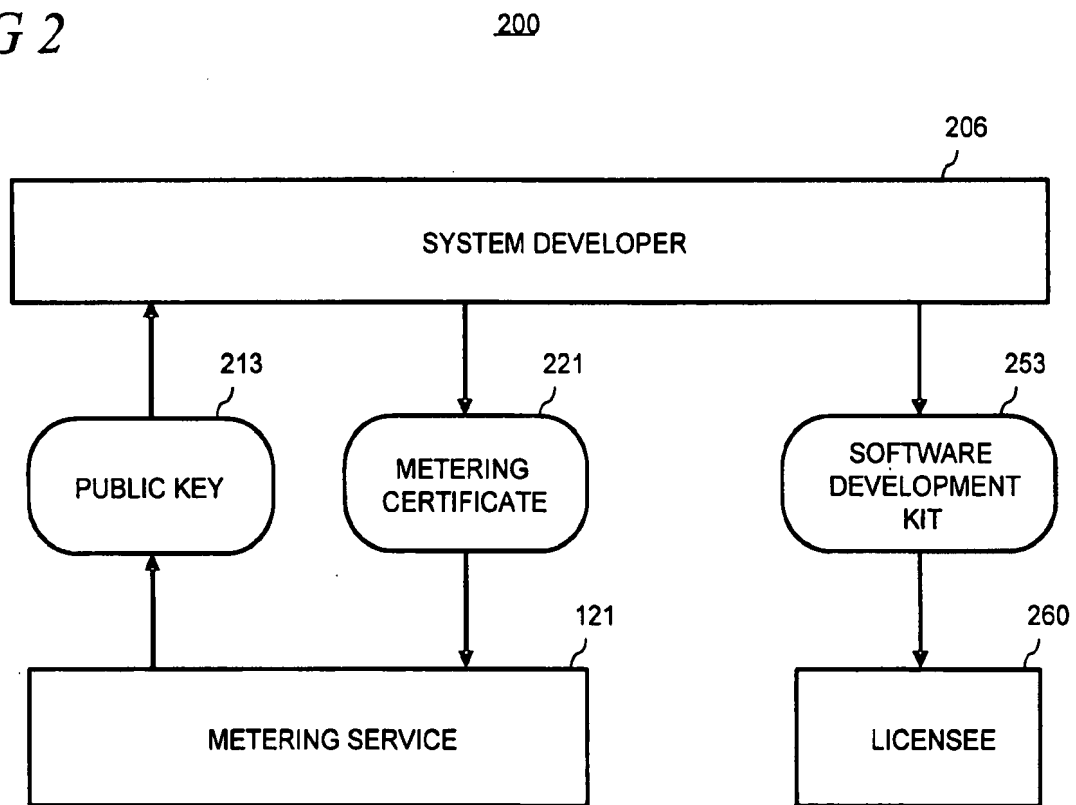 G 2
200
206
SYSTEM DEVELOPER
213
221
253
PUBLIC KEY
METERING
CERTIFICATE
SOFTWARE
DEVELOPMENT
KIT
121
260
METERING SERVICE
LICENSEE